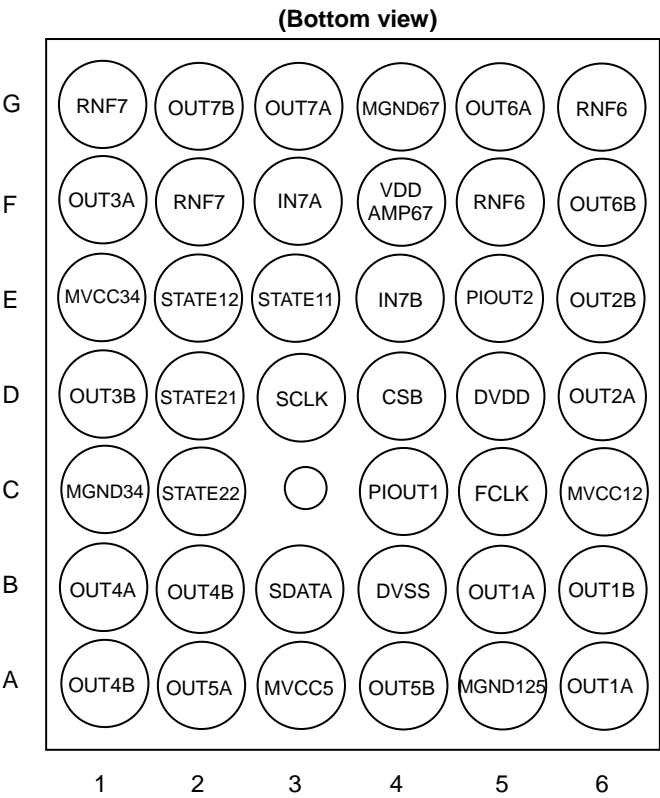 (Bottom view)
G RNF7 OUT7B OUT7A MGND67 OUT6A RNF6
F OUT3A RNF7 IN7A VDD AMP67 RNF6 OUT6B
E MVCC34 STATE12 STATE11 IN7B PIOUT2 OUT2B
D OUT3B STATE21 SCLK CSB DVDD OUT2A
C MGND34 STATE22 PIOUT1 FCLK MVCC12
B OUT4A OUT4B SDATA DVSS OUT1A OUT1B
A OUT4B OUT5A MVCC5 OUT5B MGND125 OUT1A
1 2 3 4 5 6